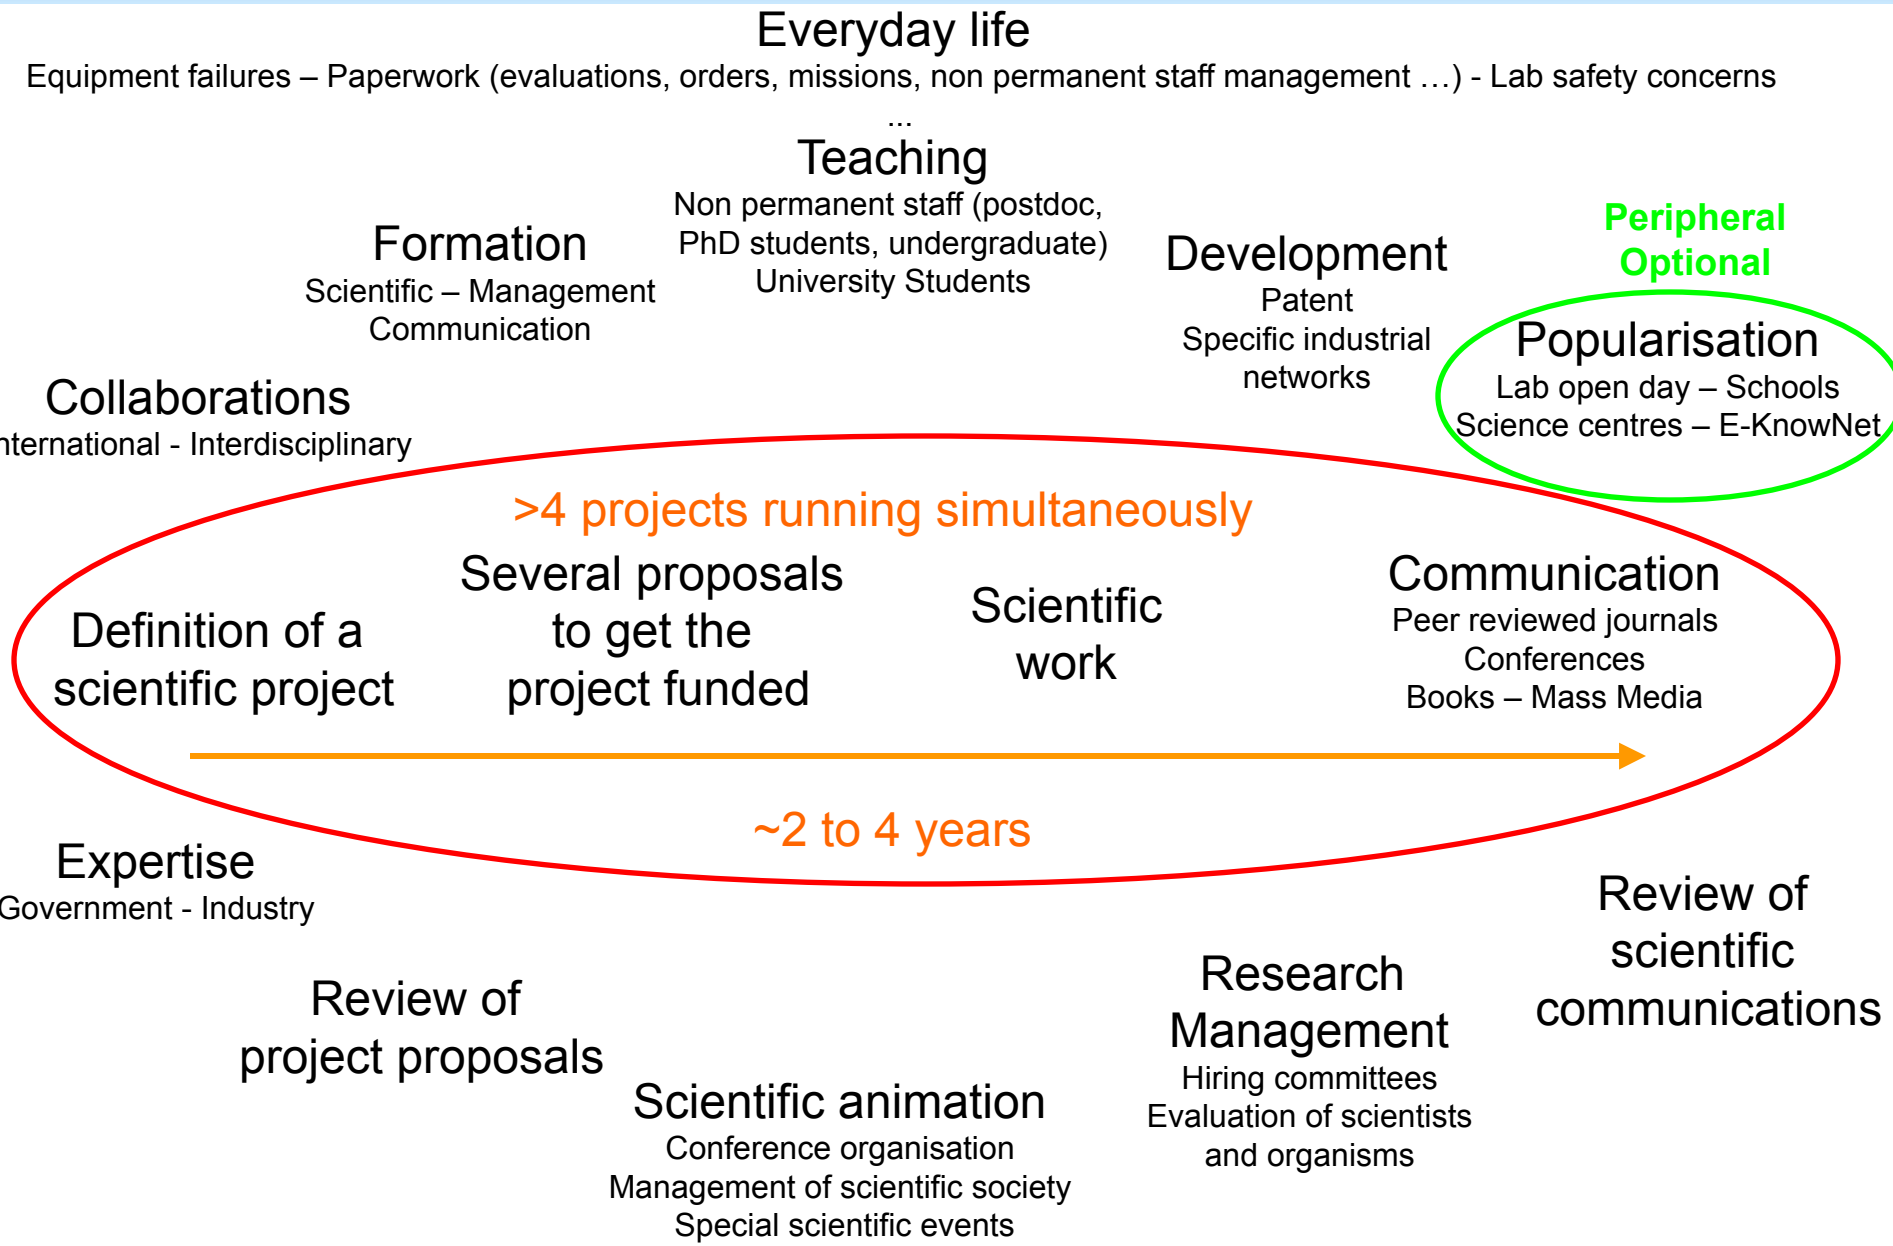 Everyday life
Equipment failures – Paperwork (evaluations, orders, missions, non permanent staff management …) - Lab safety concerns
...
Teaching
Non permanent staff (postdoc,
PhD students, undergraduate)
University Students
Formation
Scientific – Management
Communication
Development
Patent
Specific industrial
networks
Peripheral
Optional
Popularisation
Lab open day – Schools
Science centres – E-KnowNet
Collaborations
nternational - Interdisciplinary
>4 projects running simultaneously
Definition of a
scientific project
Several proposals
to get the
project funded
Scientific
work
Communication
Peer reviewed journals
Conferences
Books – Mass Media
~2 to 4 years
Expertise
Government - Industry
Review of
project proposals
Scientific animation
Conference organisation
Management of scientific society
Special scientific events
Research
Management
Hiring committees
Evaluation of scientists
and organisms
Review of
scientific
communications